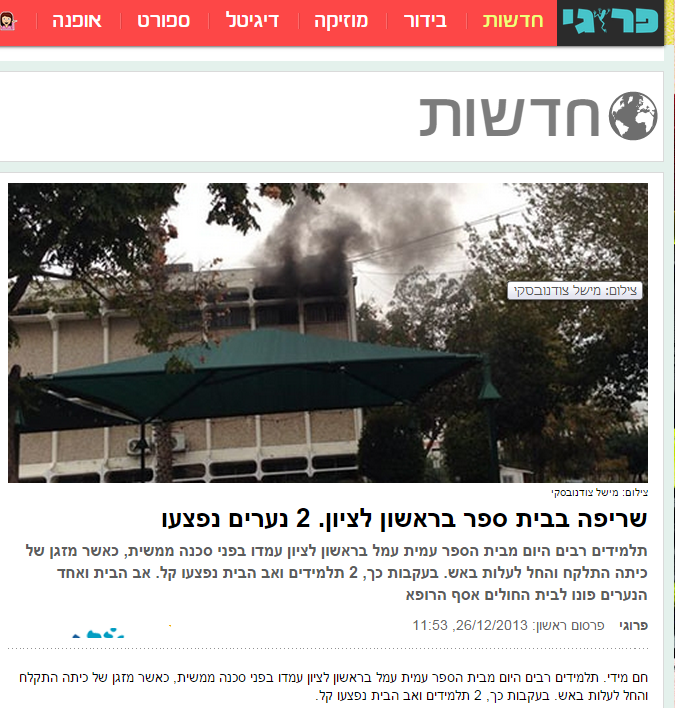 פרוגי חדשות בידור מוזיקה דיגיטל ספורט אופנה
חדשות
צילום: מישל צודנובסקי
צילום: מישל צודנובסקי
שריפה בבית ספר בראשון לציון. 2 נערים נפצעו
תלמידים רבים היום מבית הספר עמית עמל בראשון לציון עמדו בפני סכנה ממשית, כאשר מזגן של
כיתה התלקח והחל לעלות באש. בעקבות כך, 2 תלמידים ואב הבית נפצעו קל. אב הבית ואחד
הנערים פונו לבית החולים אסף הרופא
פרוגי פרסום ראשון: 26/12/2013, 11:53
חם מידי. תלמידים רבים היום מבית הספר עמית עמל בראשון לציון עמדו בפני סכנה ממשית, כאשר מזגן של כיתה התקלח
והחל לעלות באש. בעקבות כך, 2 תלמידים ואב הבית נפצעו קל.